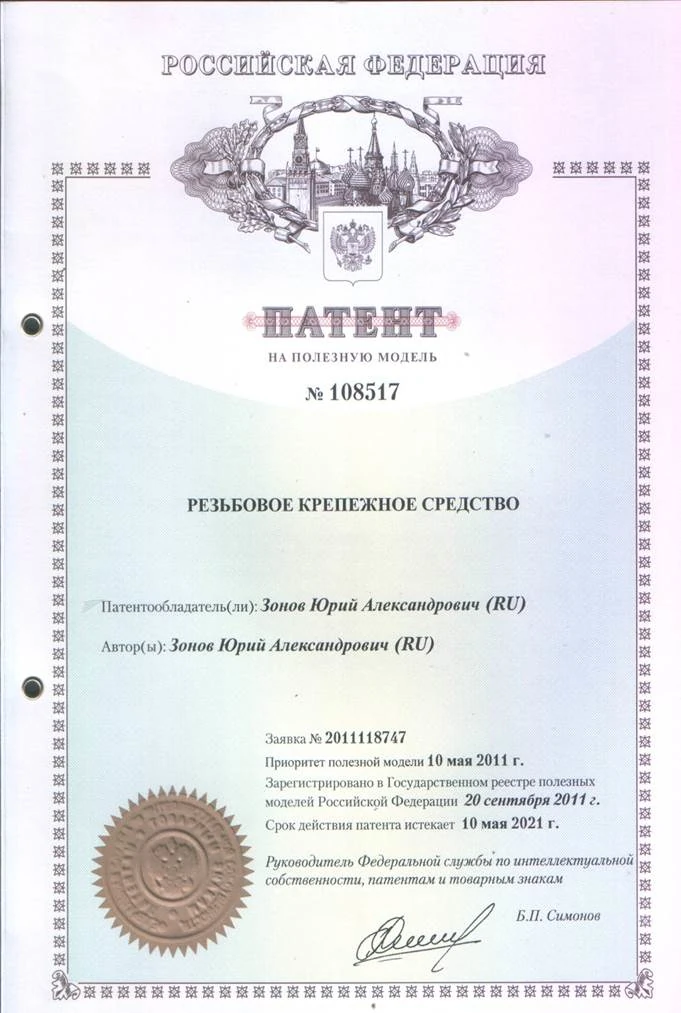 РОССИЙСКАЯ ФЕДЕРАЦИЯ
ПАТЕНТ
НА ПОЛЕЗНУЮ МОДЕЛЬ
№ 108517
РЕЗЬБОВОЕ КРЕПЕЖНОЕ СРЕДСТВО
Патентообладатель(ли): Зонов Юрий Александрович (RU)
Автор(ы): Зонов Юрий Александрович (RU)
Заявка № 2011118747
Приоритет полезной модели 10 мая 2011 г.
Зарегистрировано в Государственном реестре полезных
моделей Российской Федерации 20 сентября 2011 г.
Срок действия патента истекает 10 мая 2021 г.
Руководитель Федеральной службы по интеллектуальной
собственности, патентам и товарным знакам
Б.П. Симонов